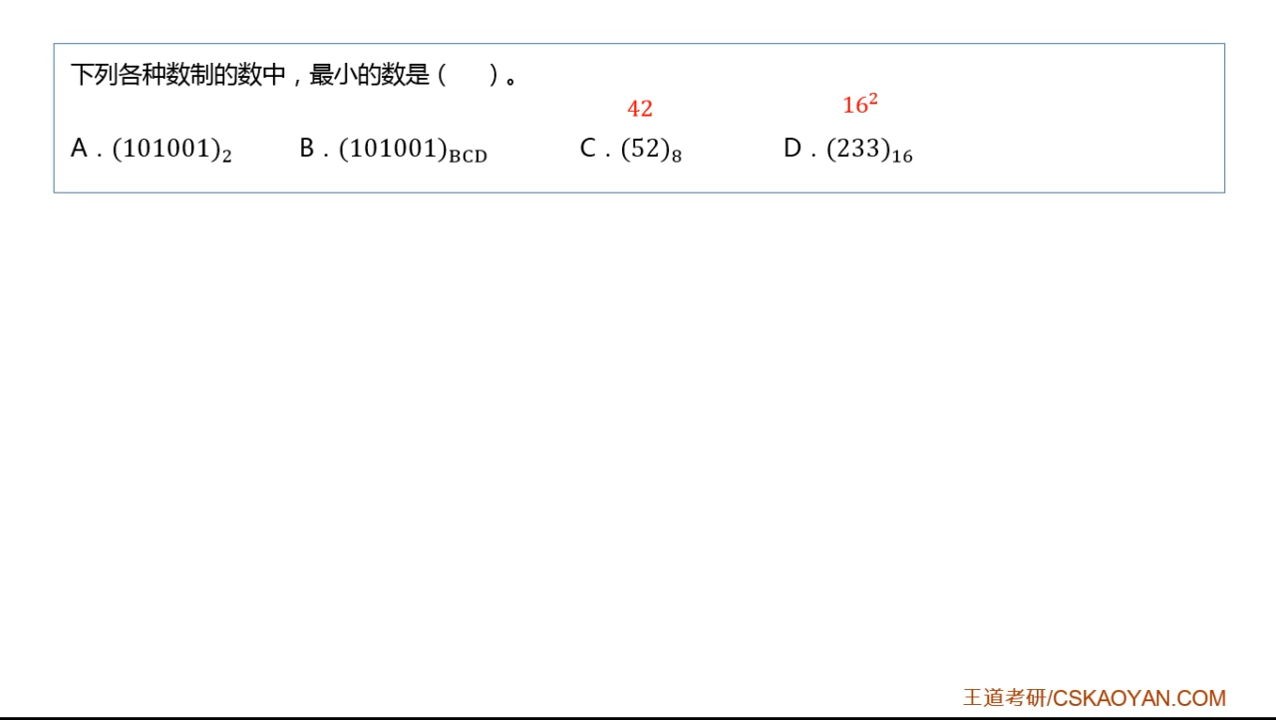 下列各种数制的数中，最小的数是（　　）。
42 16²
A．(101001)₂ B．(101001)BCD C．(52)₈ D．(233)₁₆
王道考研/CSKAOYAN.COM